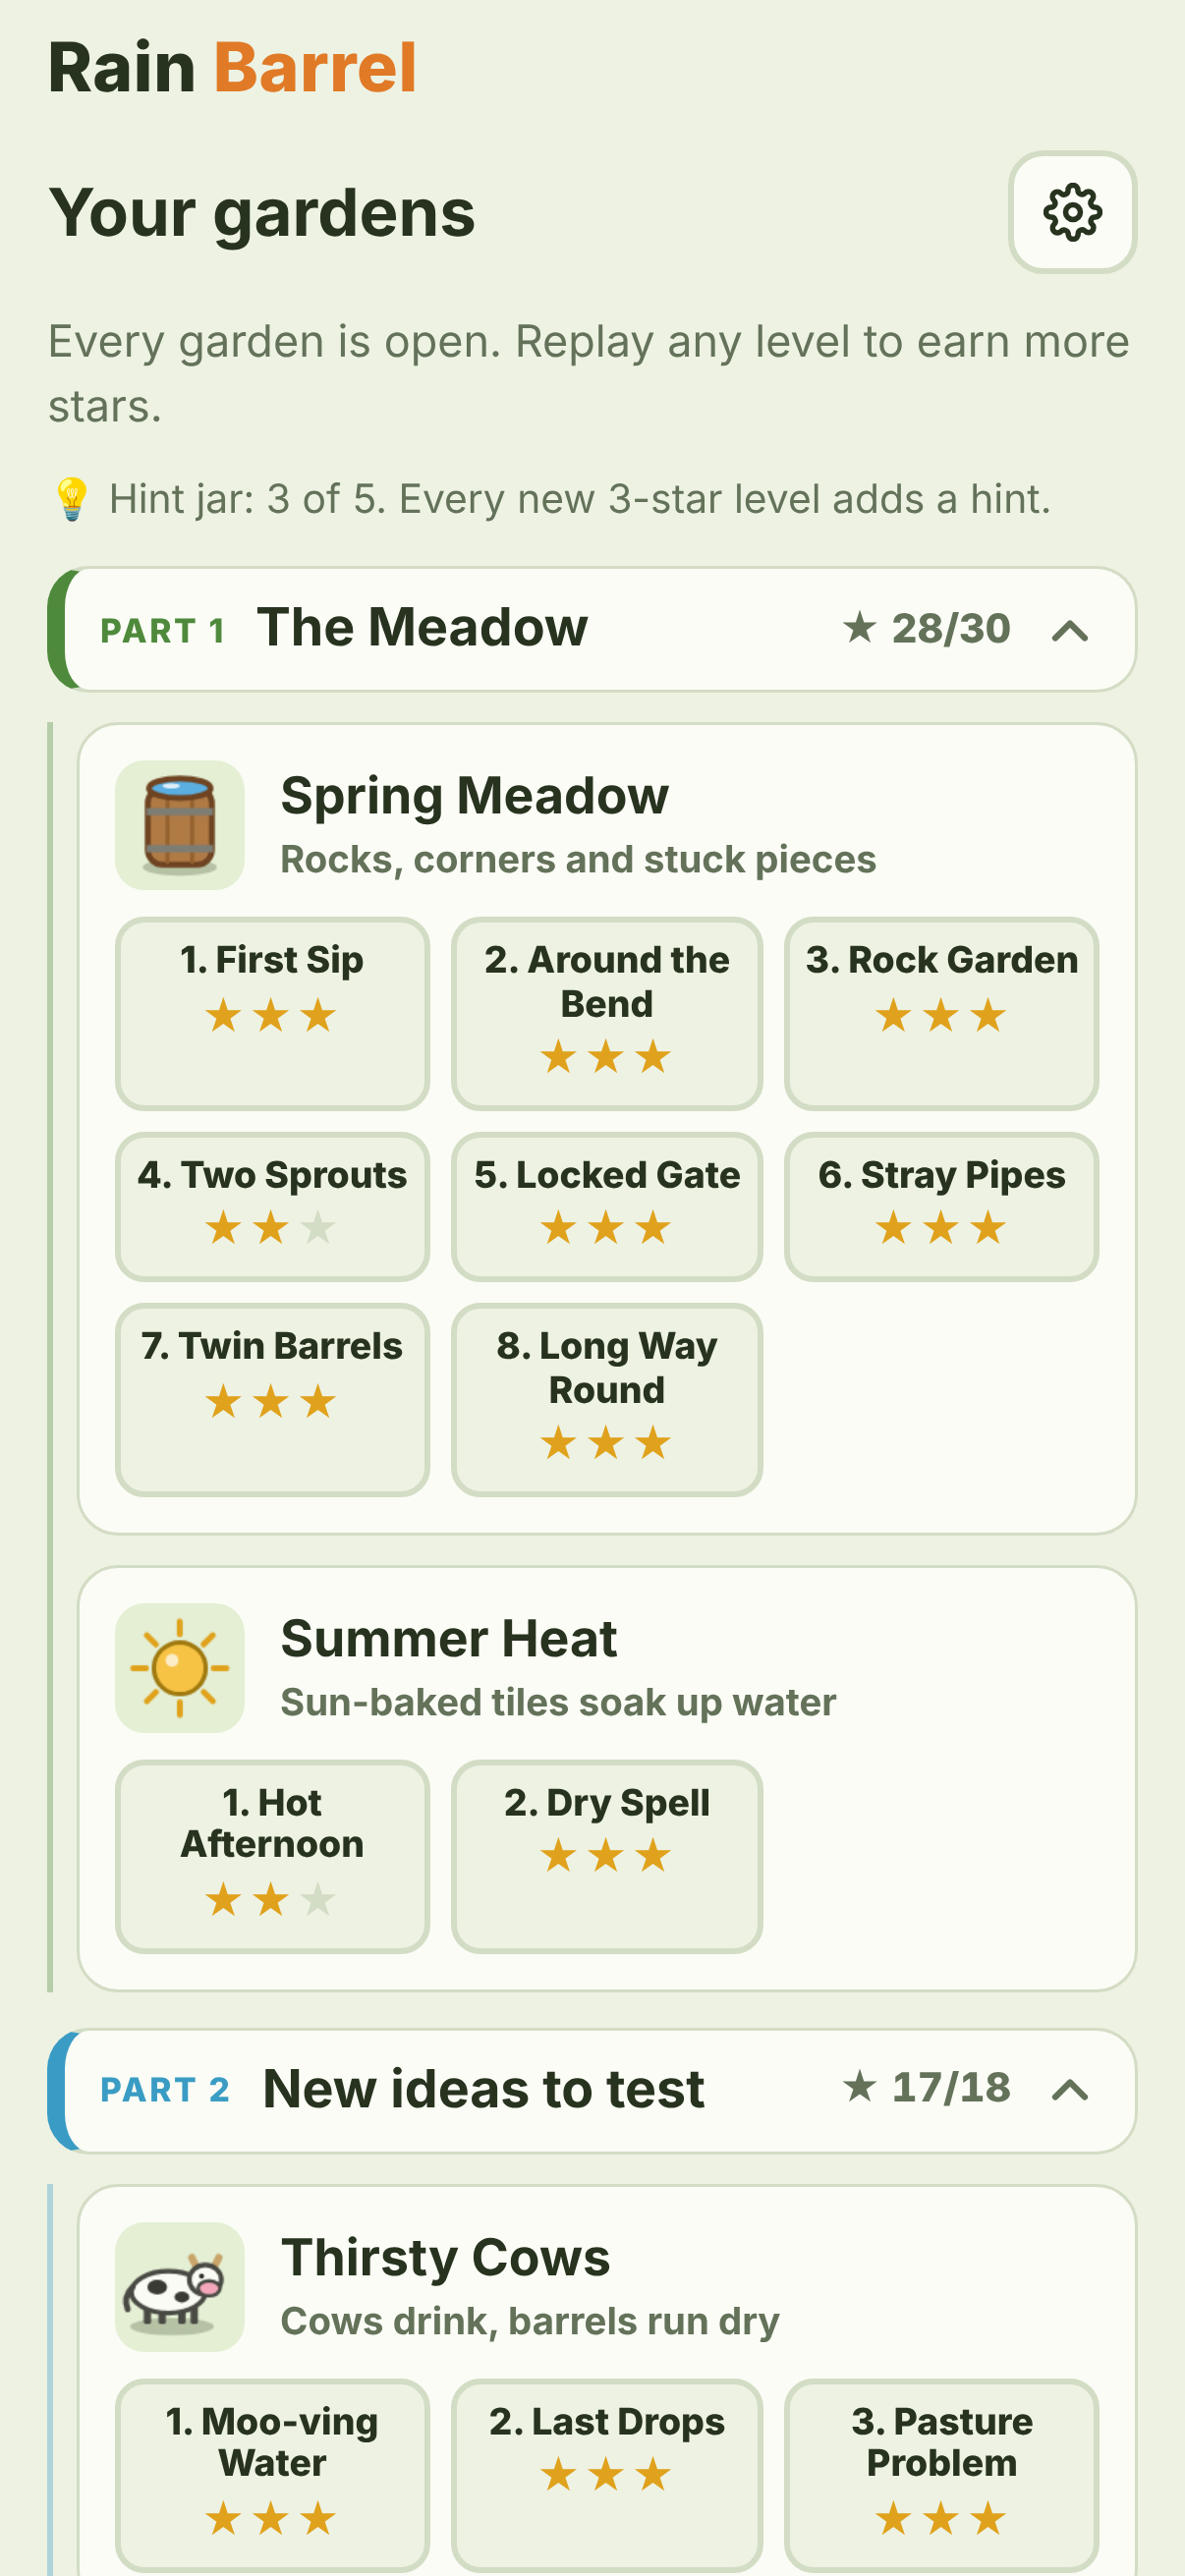 Rain Barrel
Your gardens
Every garden is open. Replay any level to earn more
stars.
💡 Hint jar: 3 of 5. Every new 3-star level adds a hint.
PART 1 The Meadow ★ 28/30
Spring Meadow
Rocks, corners and stuck pieces
1. First Sip
★★★
2. Around the
Bend
★★★
3. Rock Garden
★★★
4. Two Sprouts
★★★
5. Locked Gate
★★★
6. Stray Pipes
★★★
7. Twin Barrels
★★★
8. Long Way
Round
★★★
Summer Heat
Sun-baked tiles soak up water
1. Hot
Afternoon
★★★
2. Dry Spell
★★★
PART 2 New ideas to test ★ 17/18
Thirsty Cows
Cows drink, barrels run dry
1. Moo-ving
Water
★★★
2. Last Drops
★★★
3. Pasture
Problem
★★★